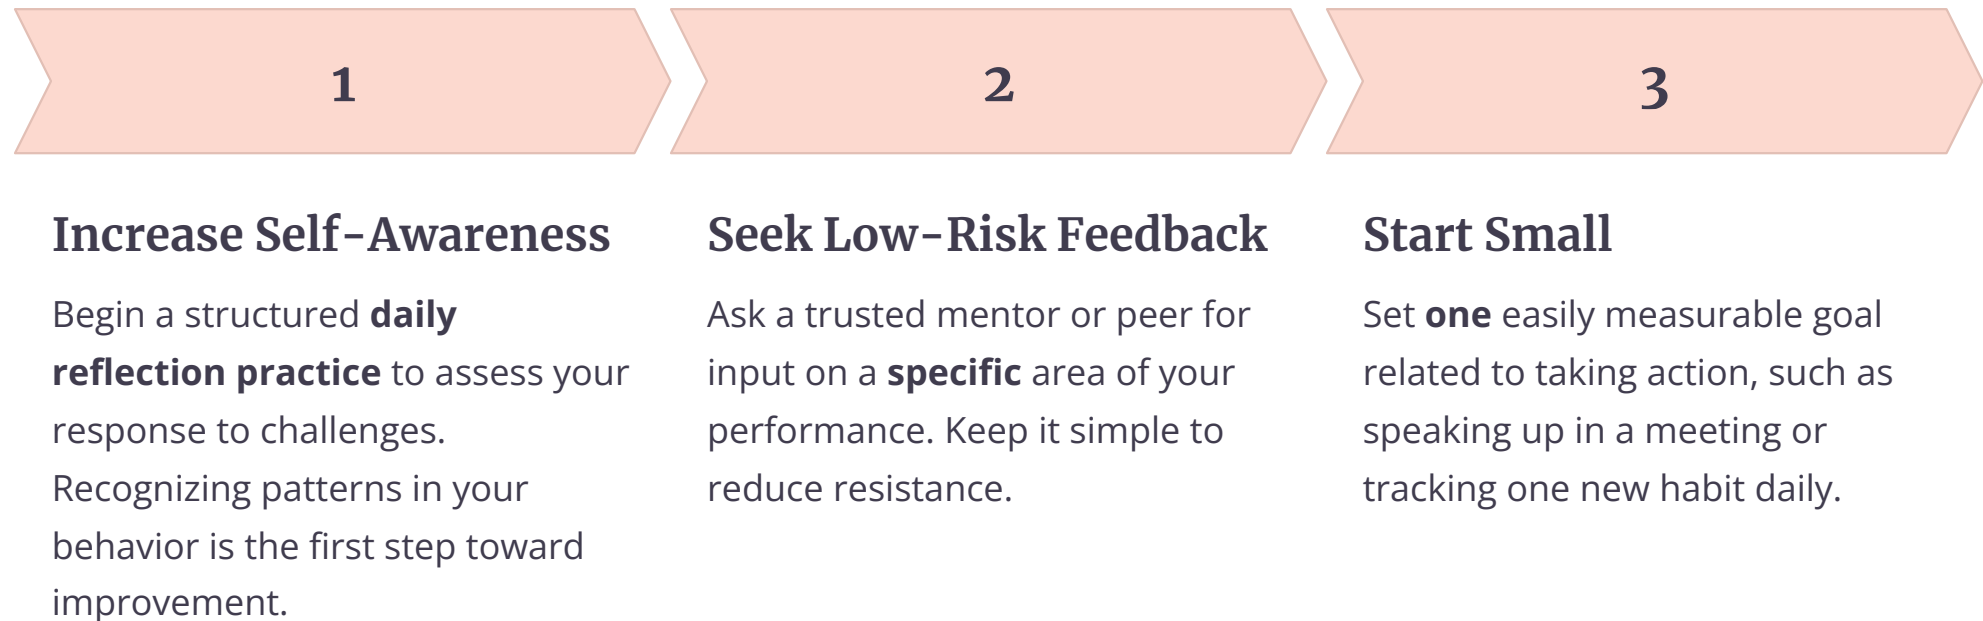 1
Increase Self-Awareness
Begin a structured daily
reflection practice to assess your
response to challenges.
Recognizing patterns in your
behavior is the first step toward
improvement.
2
Seek Low-Risk Feedback
Ask a trusted mentor or peer for
input on a specific area of your
performance. Keep it simple to
reduce resistance.
3
Start Small
Set one easily measurable goal
related to taking action, such as
speaking up in a meeting or
tracking one new habit daily.